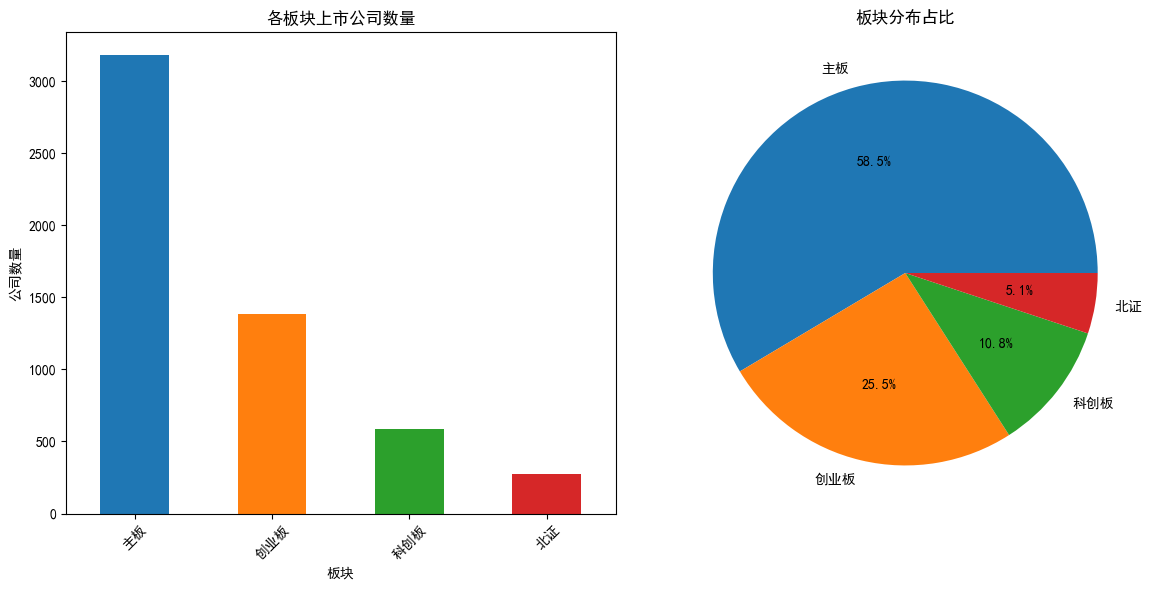 各板块上市公司数量
公司数量
3000
2500
2000
1500
1000
500
0
主板
创业板
科创板
北证
板块
板块分布占比
主板
58.5%
5.1%
北证
10.8%
科创板
25.5%
创业板